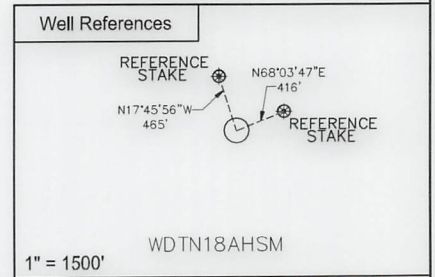 Well References
REFERENCE
STAKE
N68°03'47"E
416'
N17°45'56"W
465'
REFERENCE
STAKE
WDTN18AHSM
1" = 1500'